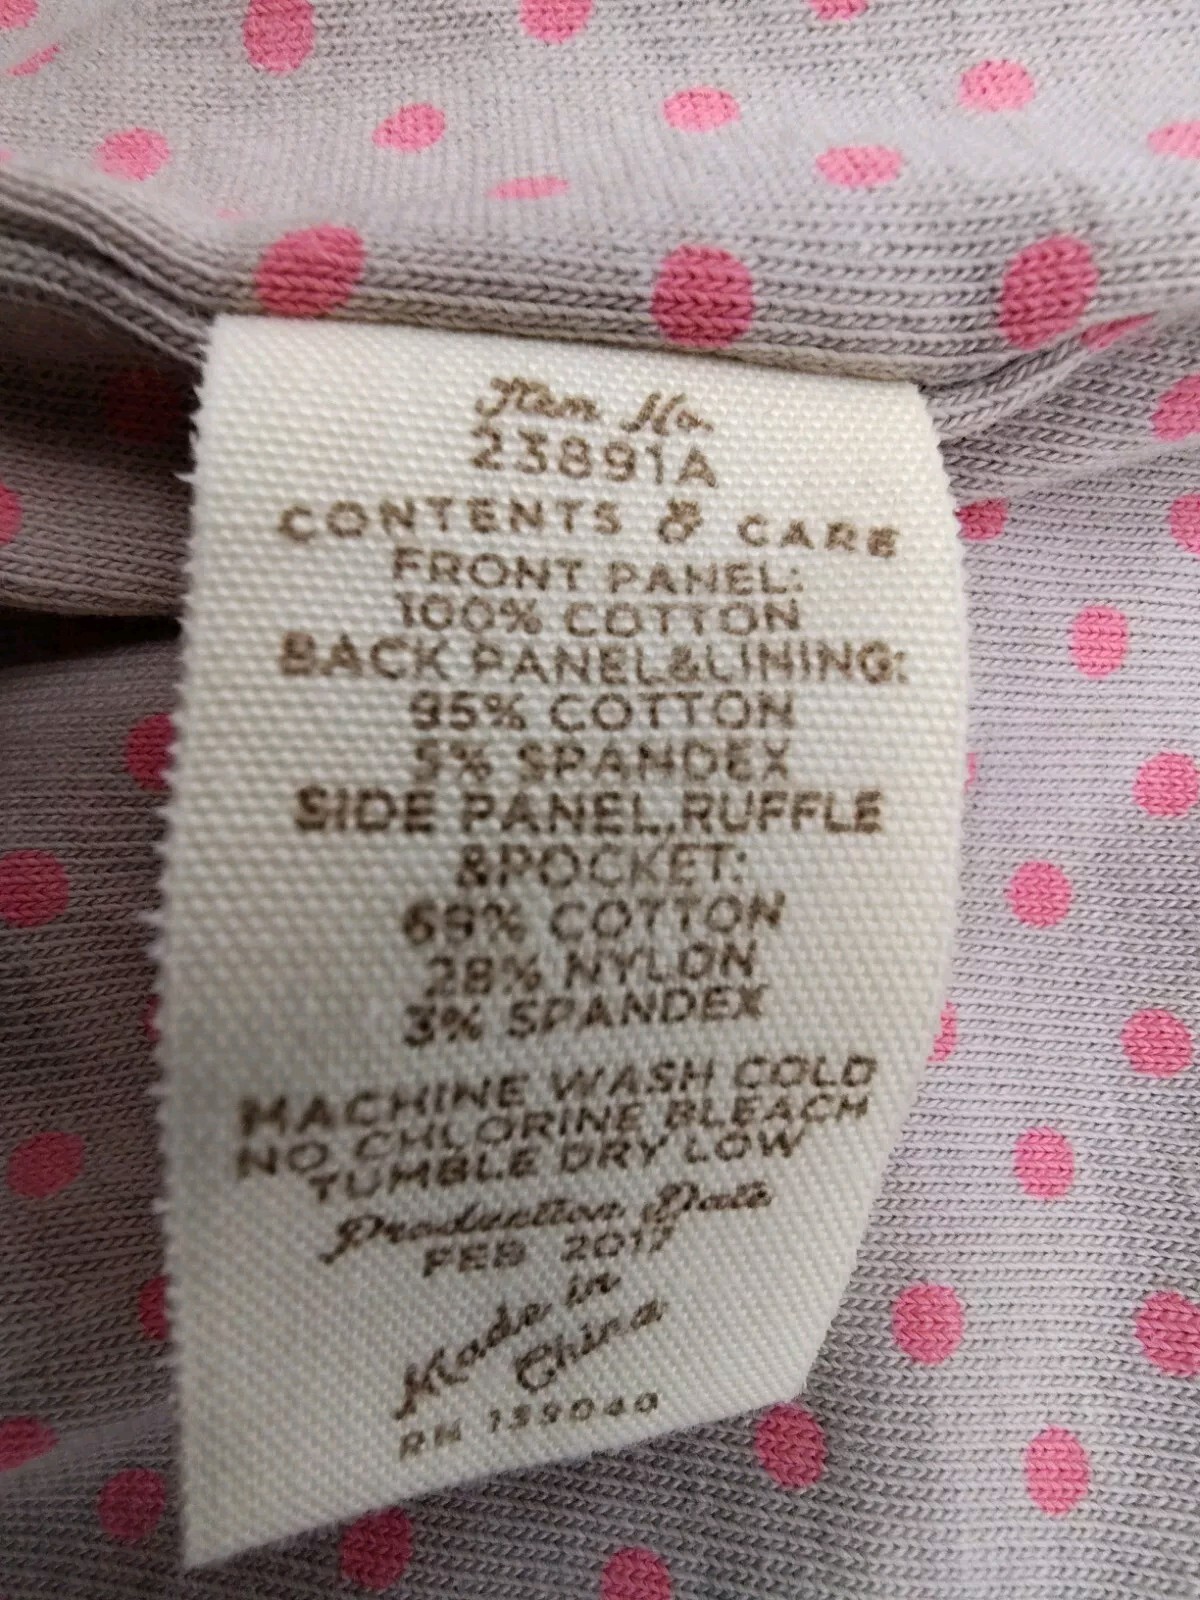 Item No.
23891A
CONTENTS & CARE
FRONT PANEL:
100% COTTON
BACK PANEL&LINING:
95% COTTON
5% SPANDEX
SIDE PANEL,RUFFLE
&POCKET:
69% COTTON
28% NYLON
3% SPANDEX
MACHINE WASH COLD
NO CHLORINE BLEACH
TUMBLE DRY LOW
Production Date
FEB 2017
Made in
China
RN 139040